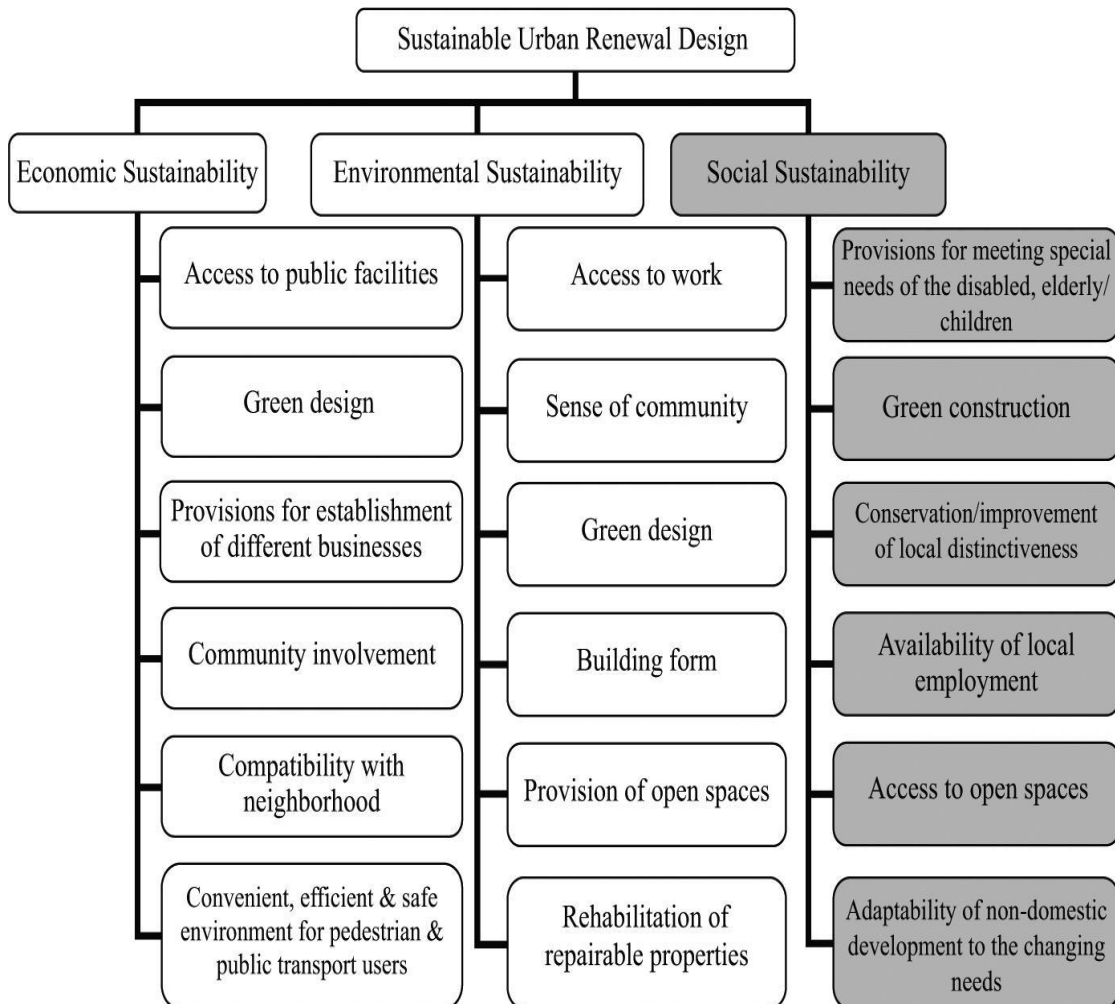 Sustainable Urban Renewal Design
Economic Sustainability
Environmental Sustainability
Social Sustainability
Access to public facilities
Green design
Provisions for establishment
of different businesses
Community involvement
Compatibility with
neighborhood
Convenient, efficient & safe
environment for pedestrian &
public transport users
Access to work
Sense of community
Green design
Building form
Provision of open spaces
Rehabilitation of
repairable properties
Provisions for meeting special
needs of the disabled, elderly/
children
Green construction
Conservation/improvement
of local distinctiveness
Availability of local
employment
Access to open spaces
Adaptability of non-domestic
development to the changing
needs